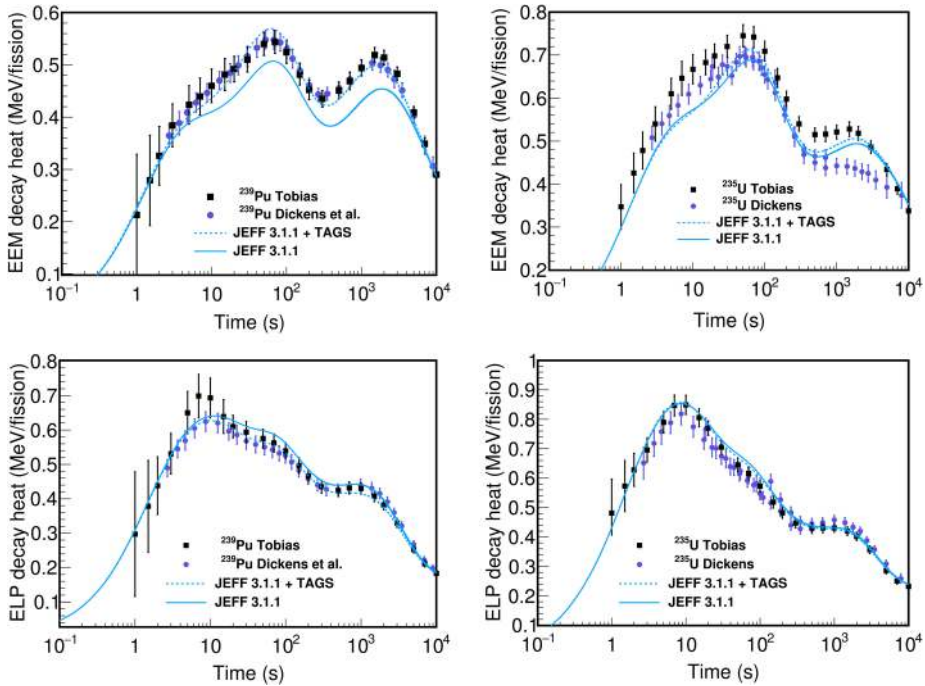 EEM decay heat (MeV/fission)
0.6
0.5
0.4
0.3
0.2
0.1
²³⁹Pu Tobias
²³⁹Pu Dickens et al.
JEFF 3.1.1 + TAGS
JEFF 3.1.1
10⁻¹ 1 10 10² 10³ 10⁴
Time (s)
EEM decay heat (MeV/fission)
0.8
0.7
0.6
0.5
0.4
0.3
0.2
²³⁵U Tobias
²³⁵U Dickens
JEFF 3.1.1 + TAGS
JEFF 3.1.1
10⁻¹ 1 10 10² 10³ 10⁴
Time (s)
ELP decay heat (MeV/fission)
0.8
0.7
0.6
0.5
0.4
0.3
0.2
0.1
²³⁹Pu Tobias
²³⁹Pu Dickens et al.
JEFF 3.1.1 + TAGS
JEFF 3.1.1
10⁻¹ 1 10 10² 10³ 10⁴
Time (s)
ELP decay heat (MeV/fission)
1
0.9
0.8
0.7
0.6
0.5
0.4
0.3
0.2
0.1
²³⁵U Tobias
²³⁵U Dickens
JEFF 3.1.1 + TAGS
JEFF 3.1.1
10⁻¹ 1 10 10² 10³ 10⁴
Time (s)